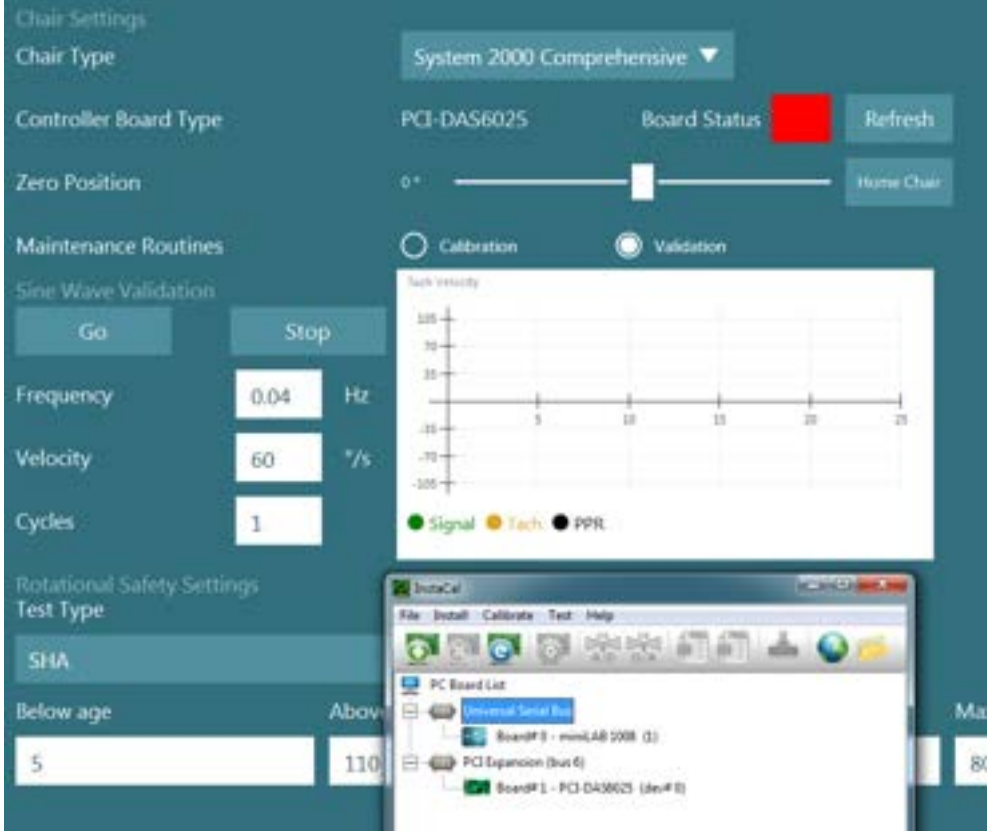 Chair Settings
Chair Type
System 2000 Comprehensive
Controller Board Type
PCI-DAS6025
Board Status
Refresh
Zero Position
0°
Home Chair
Maintenance Routines
Calibration
Validation
Sine Wave Validation
Go
Stop
Tach Velocity
105
70
35
-35
-70
-105
5
10
15
20
25
Signal
Tach
PPR
Frequency
0.04
Hz
Velocity
60
°/s
Cycles
1
Rotational Safety Settings
Test Type
SHA
Below age
5
110
InstaCal
File Install Calibrate Test Help
PC Board List
Universal Serial Bus
Board# 0 - miniLAB 1008 (1)
PCI Expansion (bus 6)
Board# 1 - PCI-DAS6025 (dev# 0)